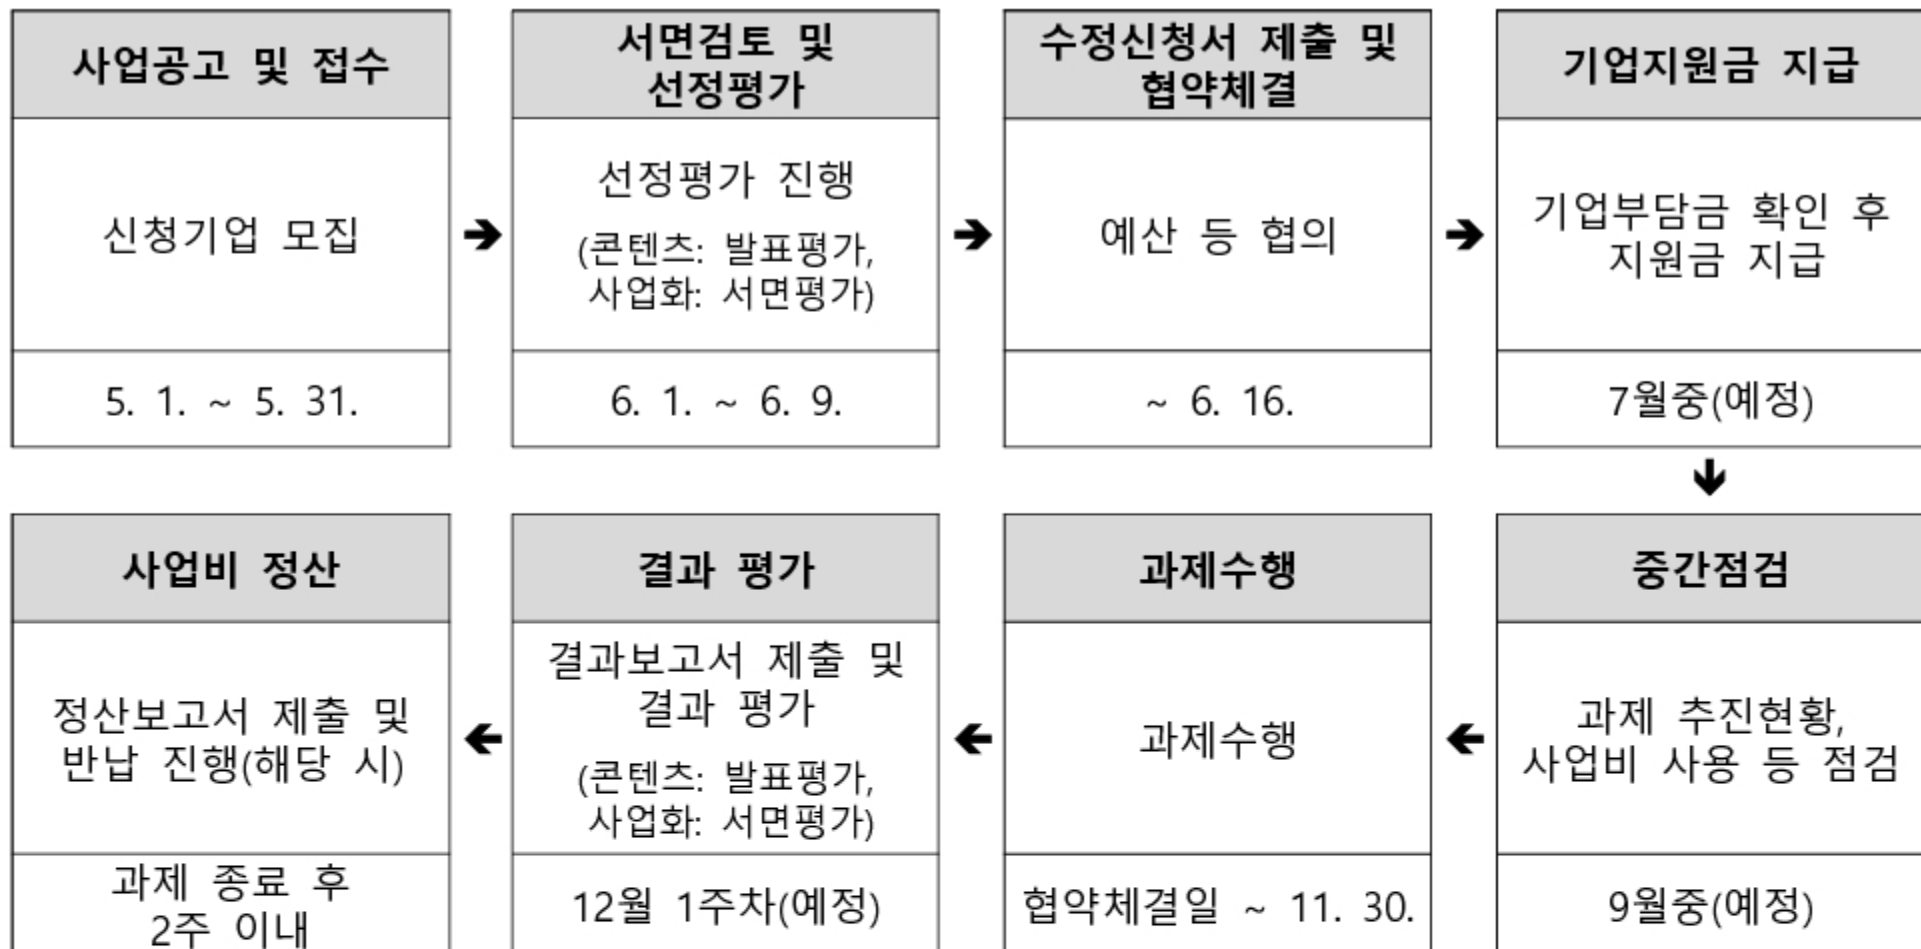 사업공고 및 접수
신청기업 모집
5. 1. ~ 5. 31.
➔
서면검토 및
선정평가
선정평가 진행
(콘텐츠: 발표평가,
사업화: 서면평가)
6. 1. ~ 6. 9.
➔
수정신청서 제출 및
협약체결
예산 등 협의
~ 6. 16.
➔
기업지원금 지급
기업부담금 확인 후
지원금 지급
7월중(예정)
🡻
중간점검
과제 추진현황,
사업비 사용 등 점검
9월중(예정)
🡸
과제수행
과제수행
협약체결일 ~ 11. 30.
🡸
결과 평가
결과보고서 제출 및
결과 평가
(콘텐츠: 발표평가,
사업화: 서면평가)
12월 1주차(예정)
🡸
사업비 정산
정산보고서 제출 및
반납 진행(해당 시)
과제 종료 후
2주 이내